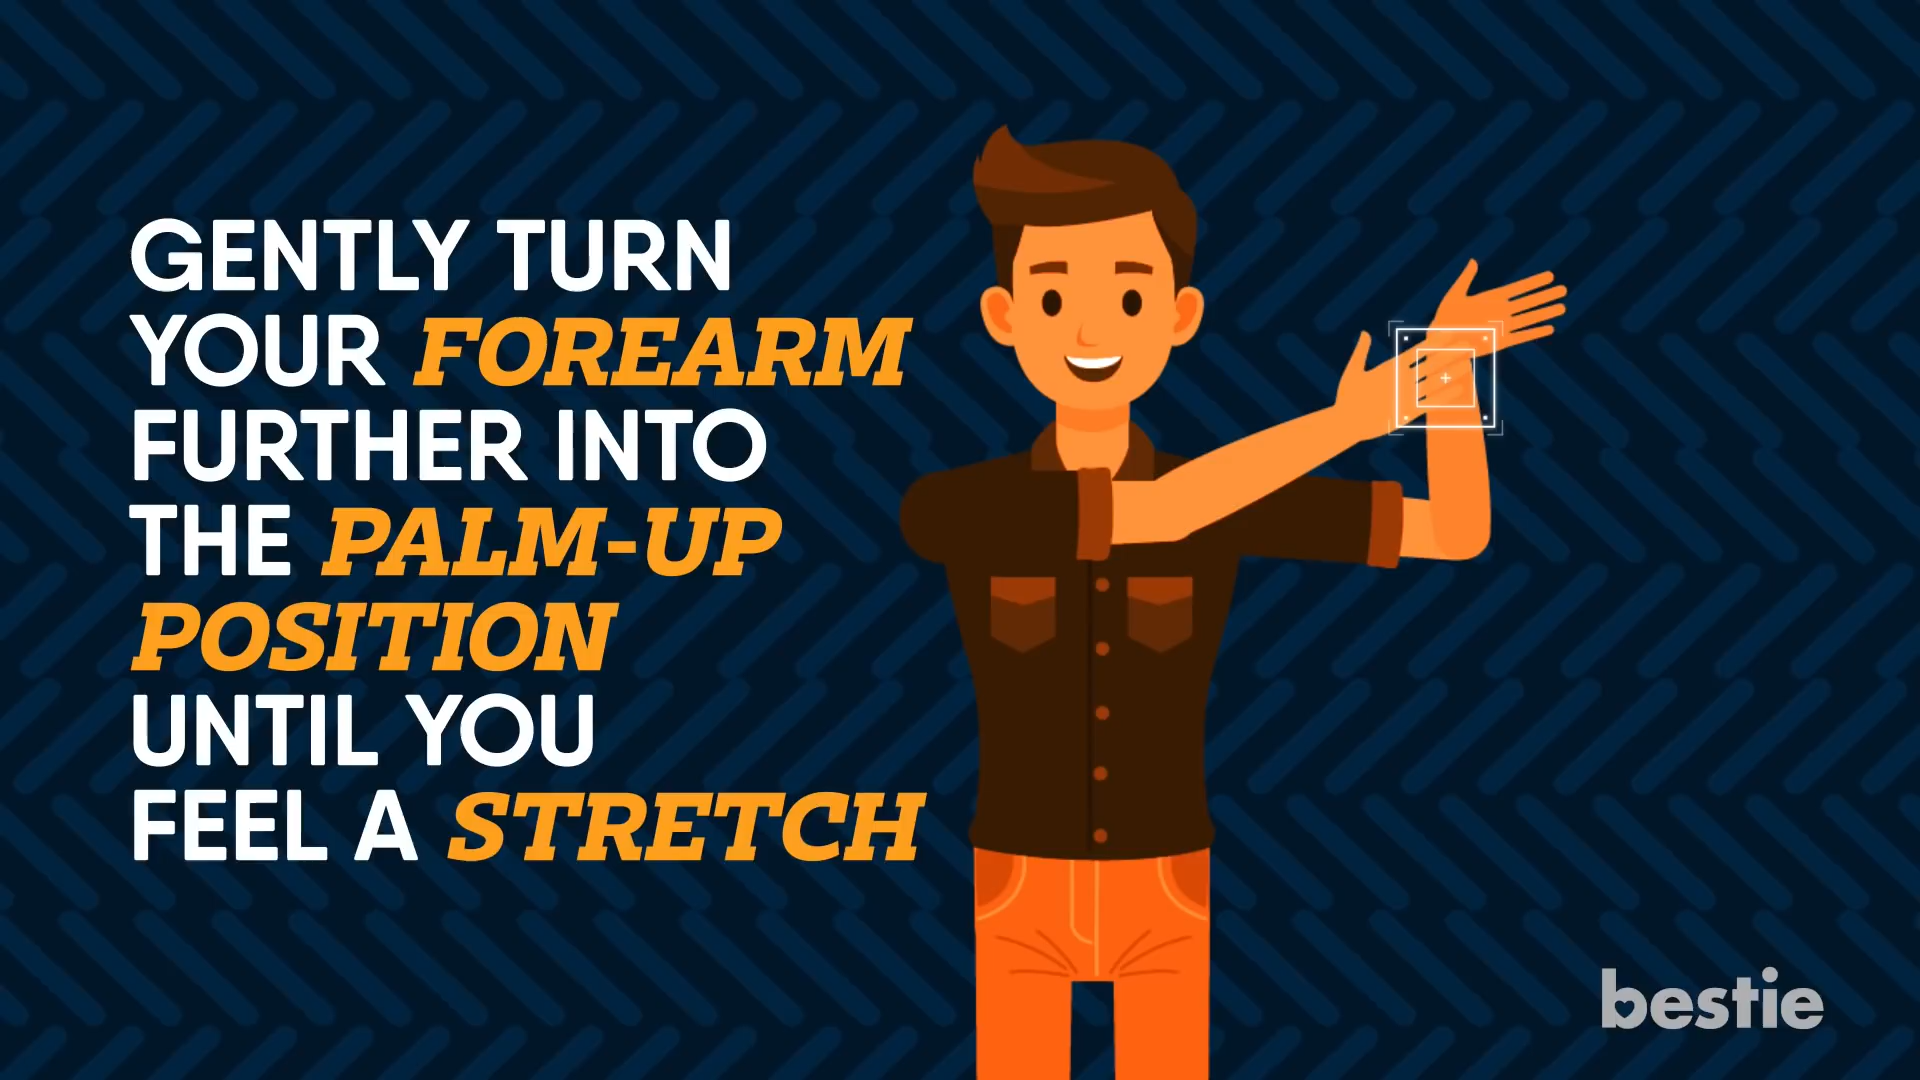 GENTLY TURN
YOUR FOREARM
FURTHER INTO
THE PALM-UP
POSITION
UNTIL YOU
FEEL A STRETCH
bestie